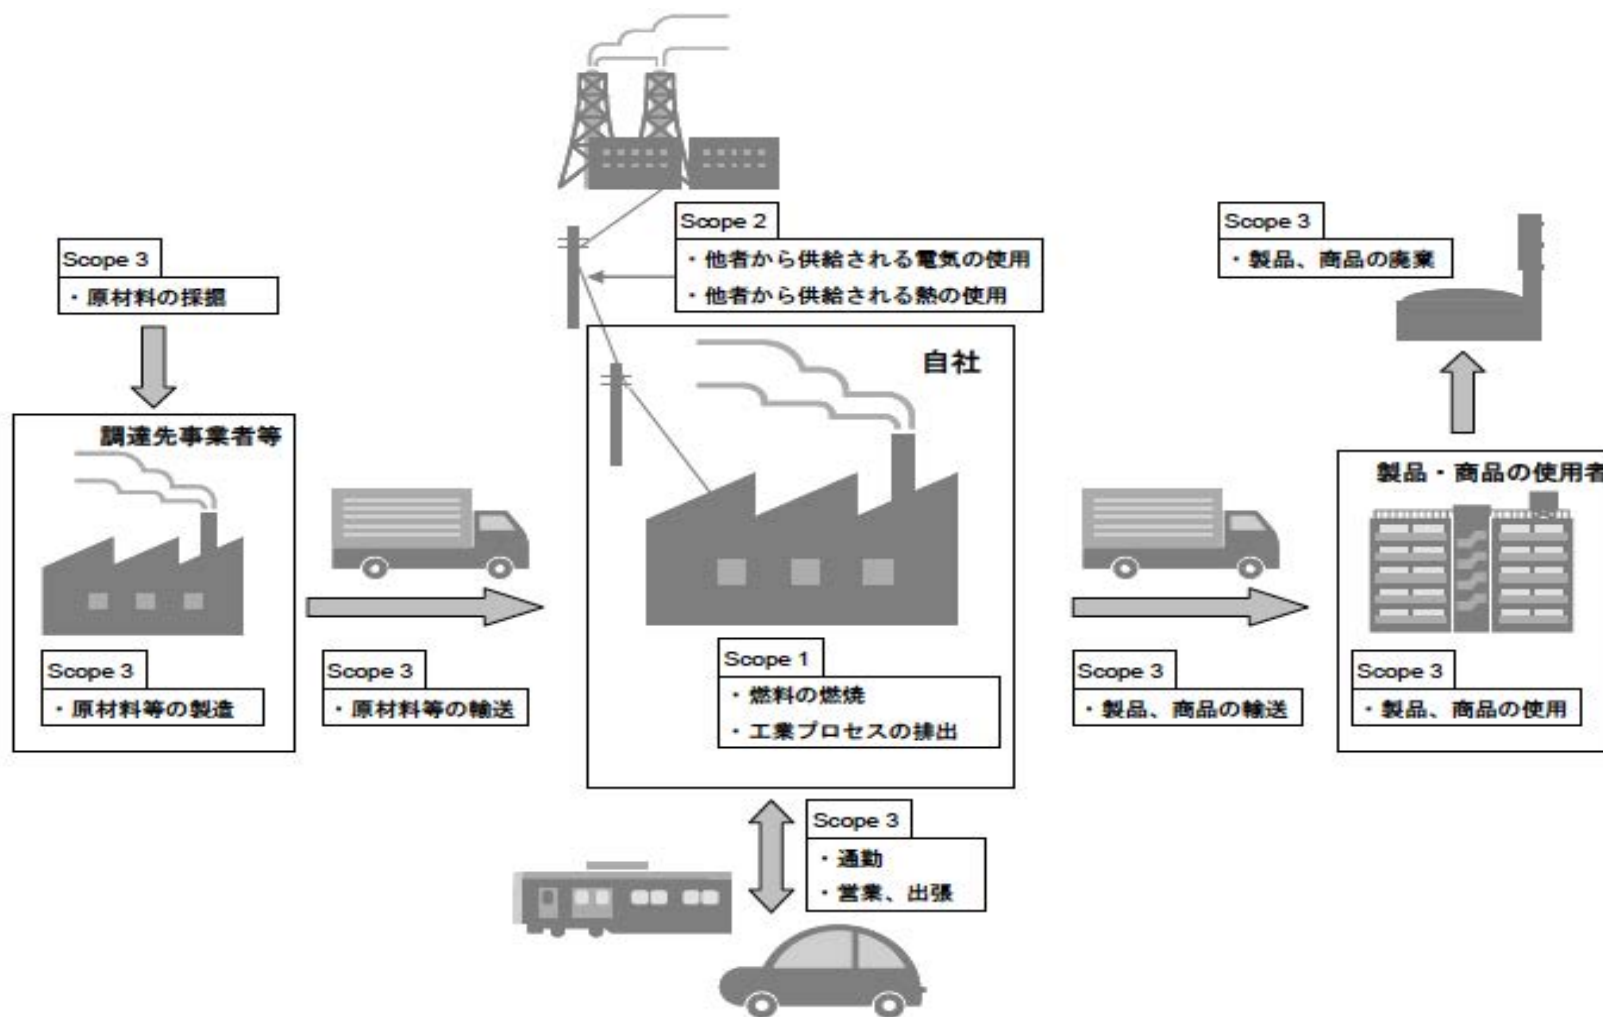 Scope 2
・他者から供給される電気の使用
・他者から供給される熱の使用
Scope 3
・製品、商品の廃棄
Scope 3
・原材料の採掘
自社
調達先事業者等
製品・商品の使用者
Scope 3
・原材料等の製造
Scope 3
・原材料等の輸送
Scope 1
・燃料の燃焼
・工業プロセスの排出
Scope 3
・製品、商品の輸送
Scope 3
・製品、商品の使用
Scope 3
・通勤
・営業、出張